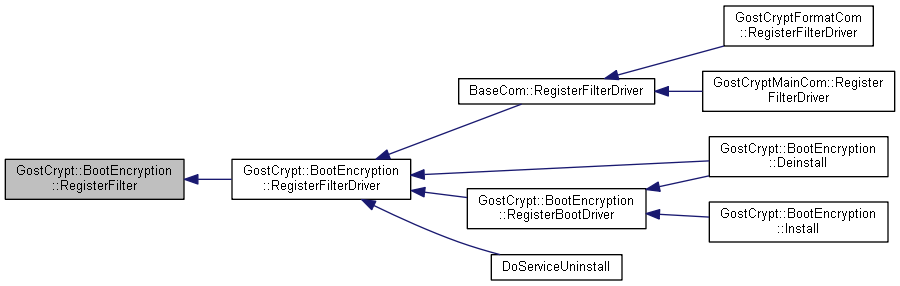 GostCryptFormatCom
::RegisterFilterDriver
BaseCom::RegisterFilterDriver
GostCryptMainCom::Register
FilterDriver
GostCrypt::BootEncryption
::Deinstall
GostCrypt::BootEncryption
::RegisterFilter
GostCrypt::BootEncryption
::RegisterFilterDriver
GostCrypt::BootEncryption
::RegisterBootDriver
GostCrypt::BootEncryption
::Install
DoServiceUninstall